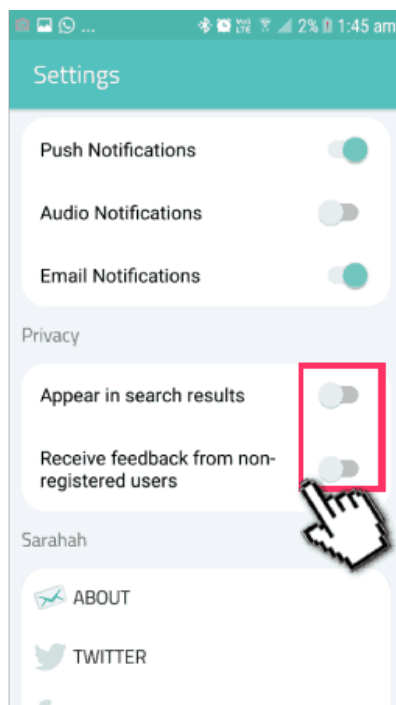 ... 2% 1:45 am
Settings
Push Notifications
Audio Notifications
Email Notifications
Privacy
Appear in search results
Receive feedback from non-
registered users
Sarahah
ABOUT
TWITTER